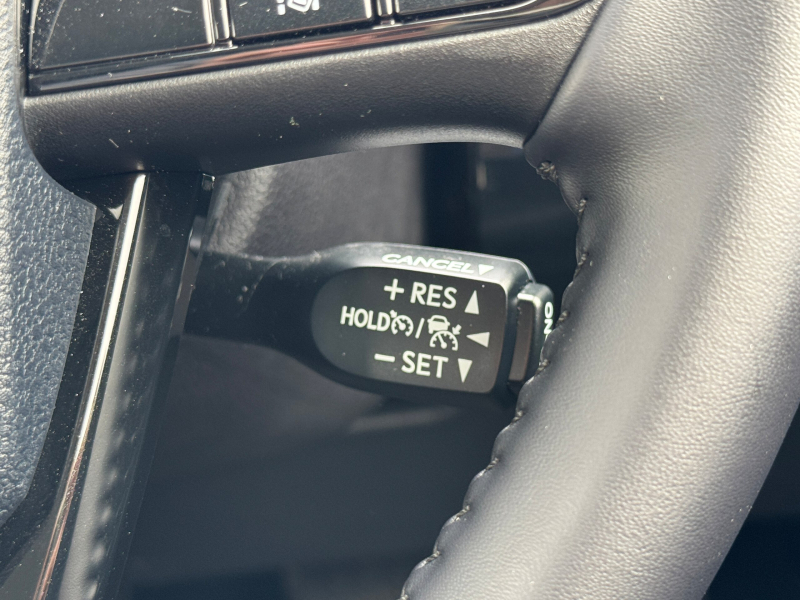 CANCEL▼
+ RES ▲
HOLD / ◀
− SET ▼
ON